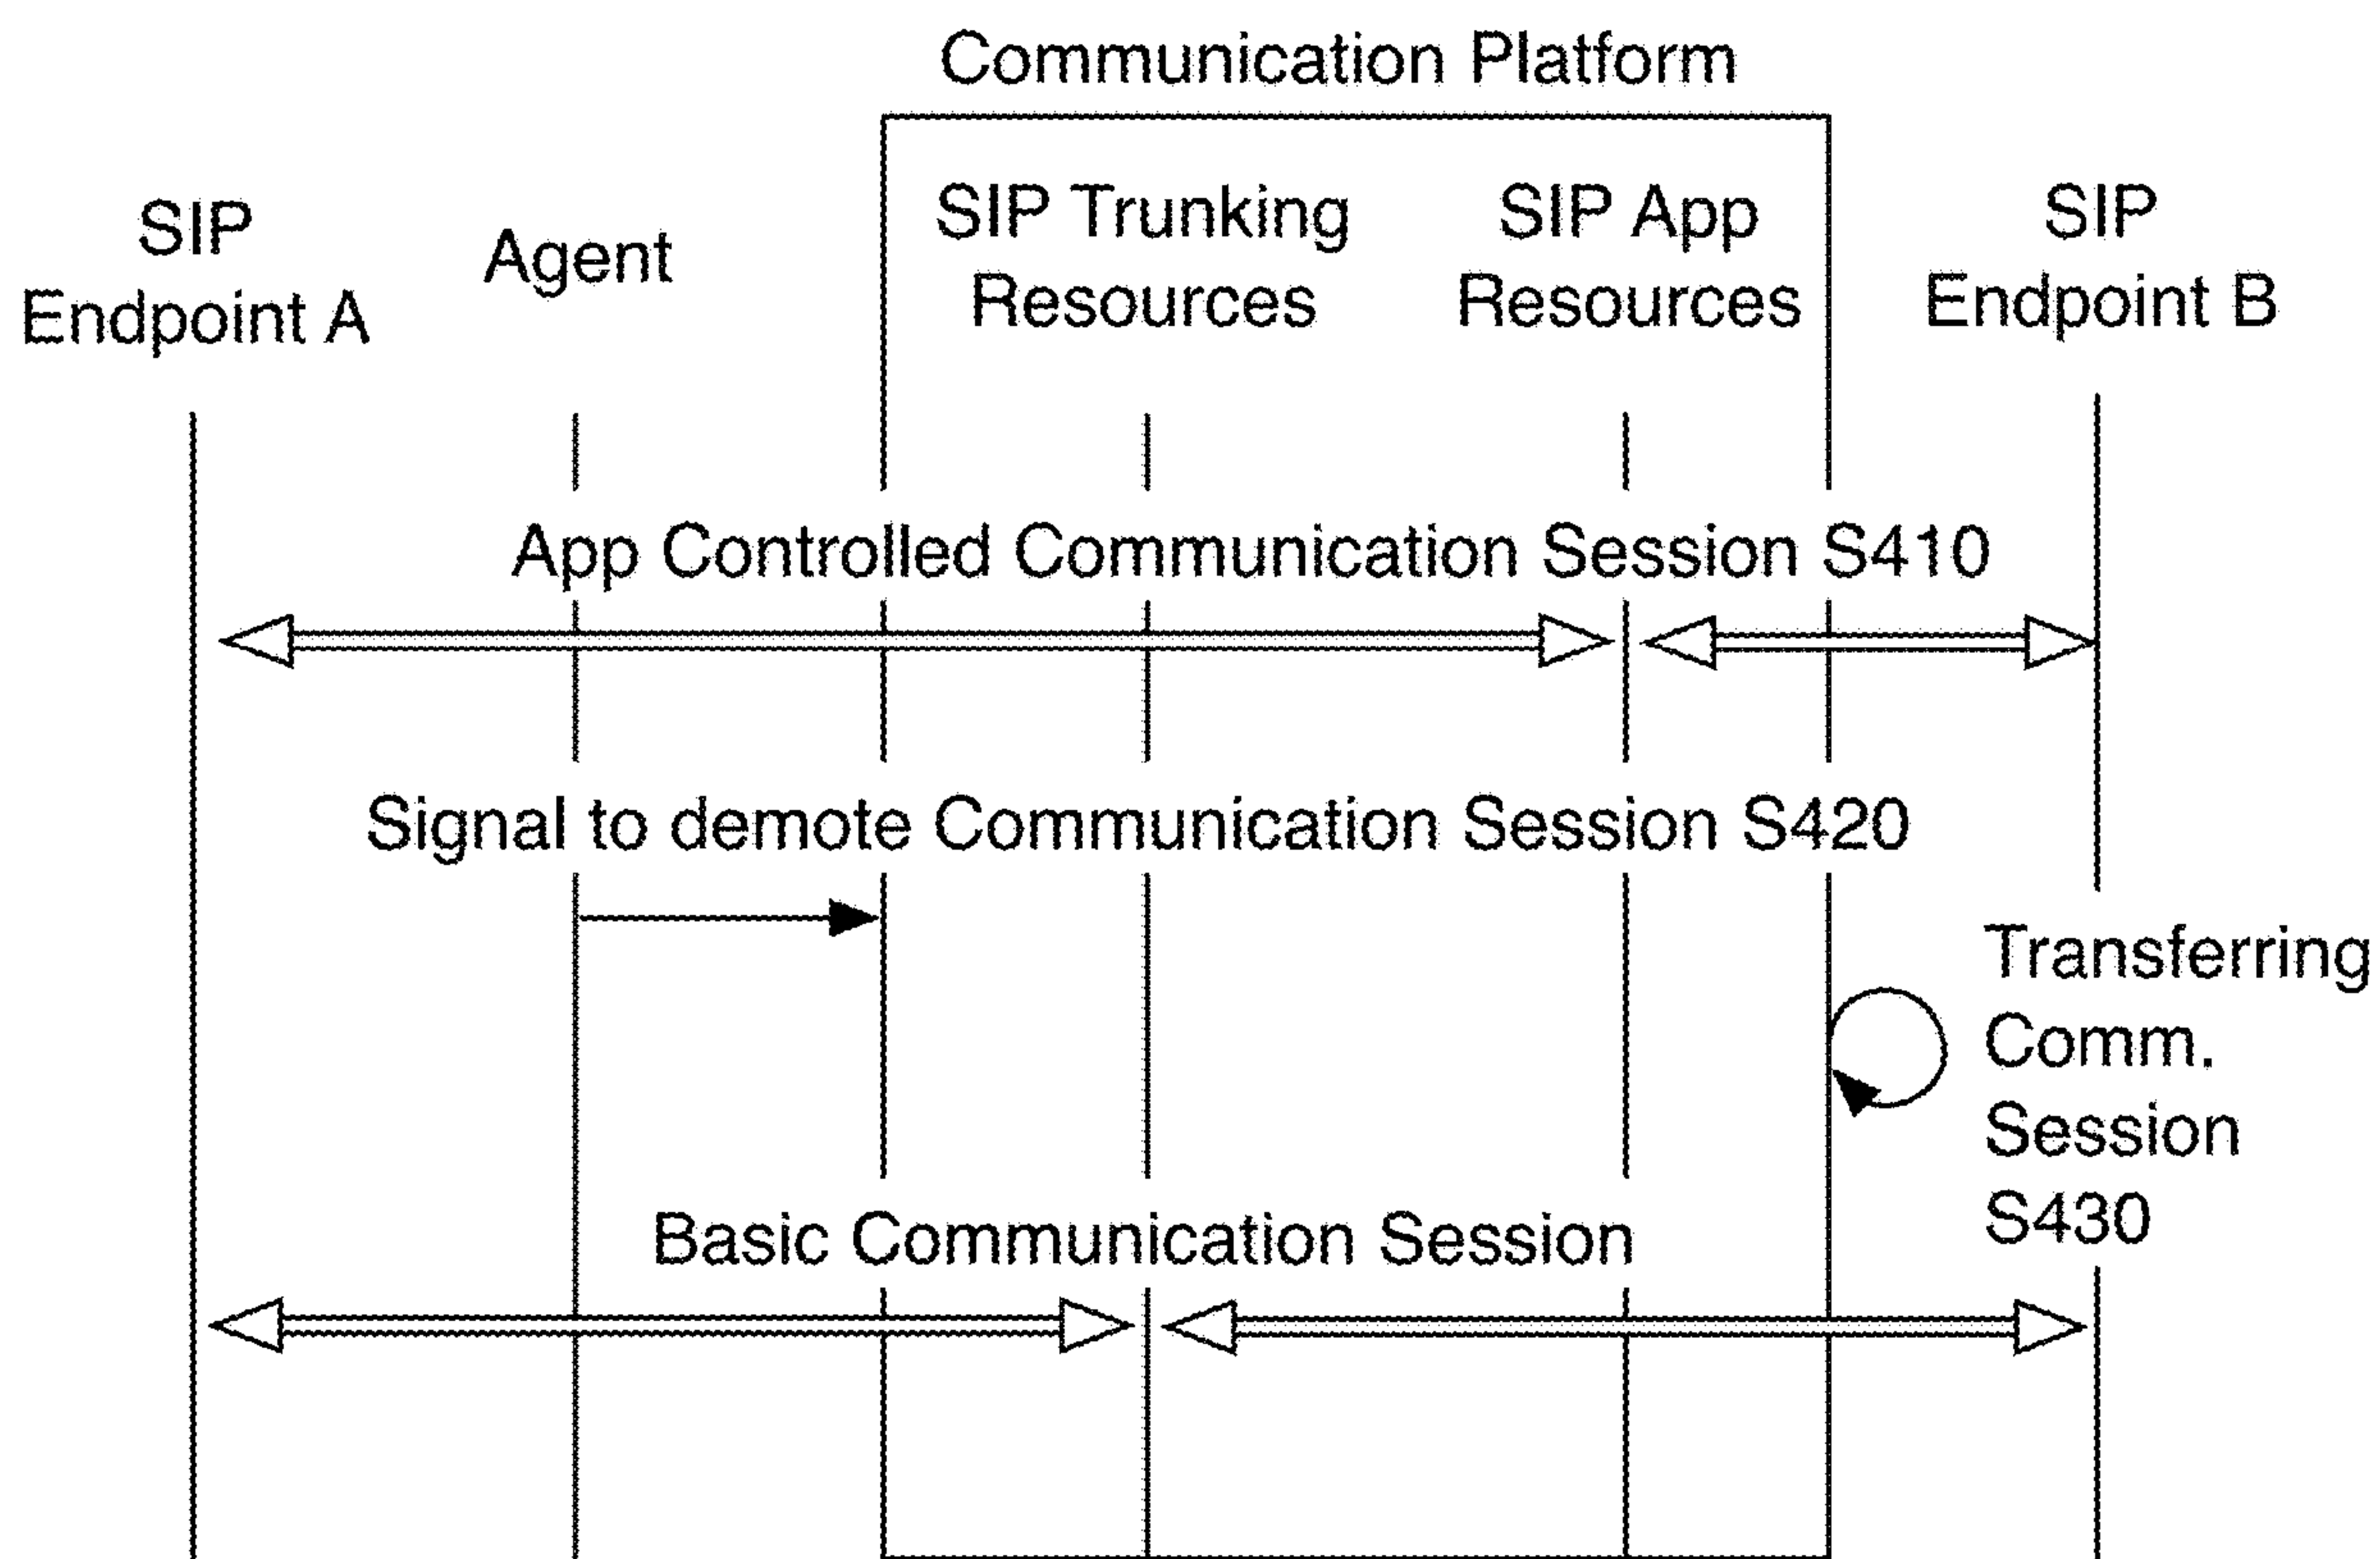 Communication Platform
SIP
Endpoint A
Agent
SIP Trunking
Resources
SIP App
Resources
SIP
Endpoint B
App Controlled Communication Session S410
Signal to demote Communication Session S420
Transferring
Comm.
Session
S430
Basic Communication Session